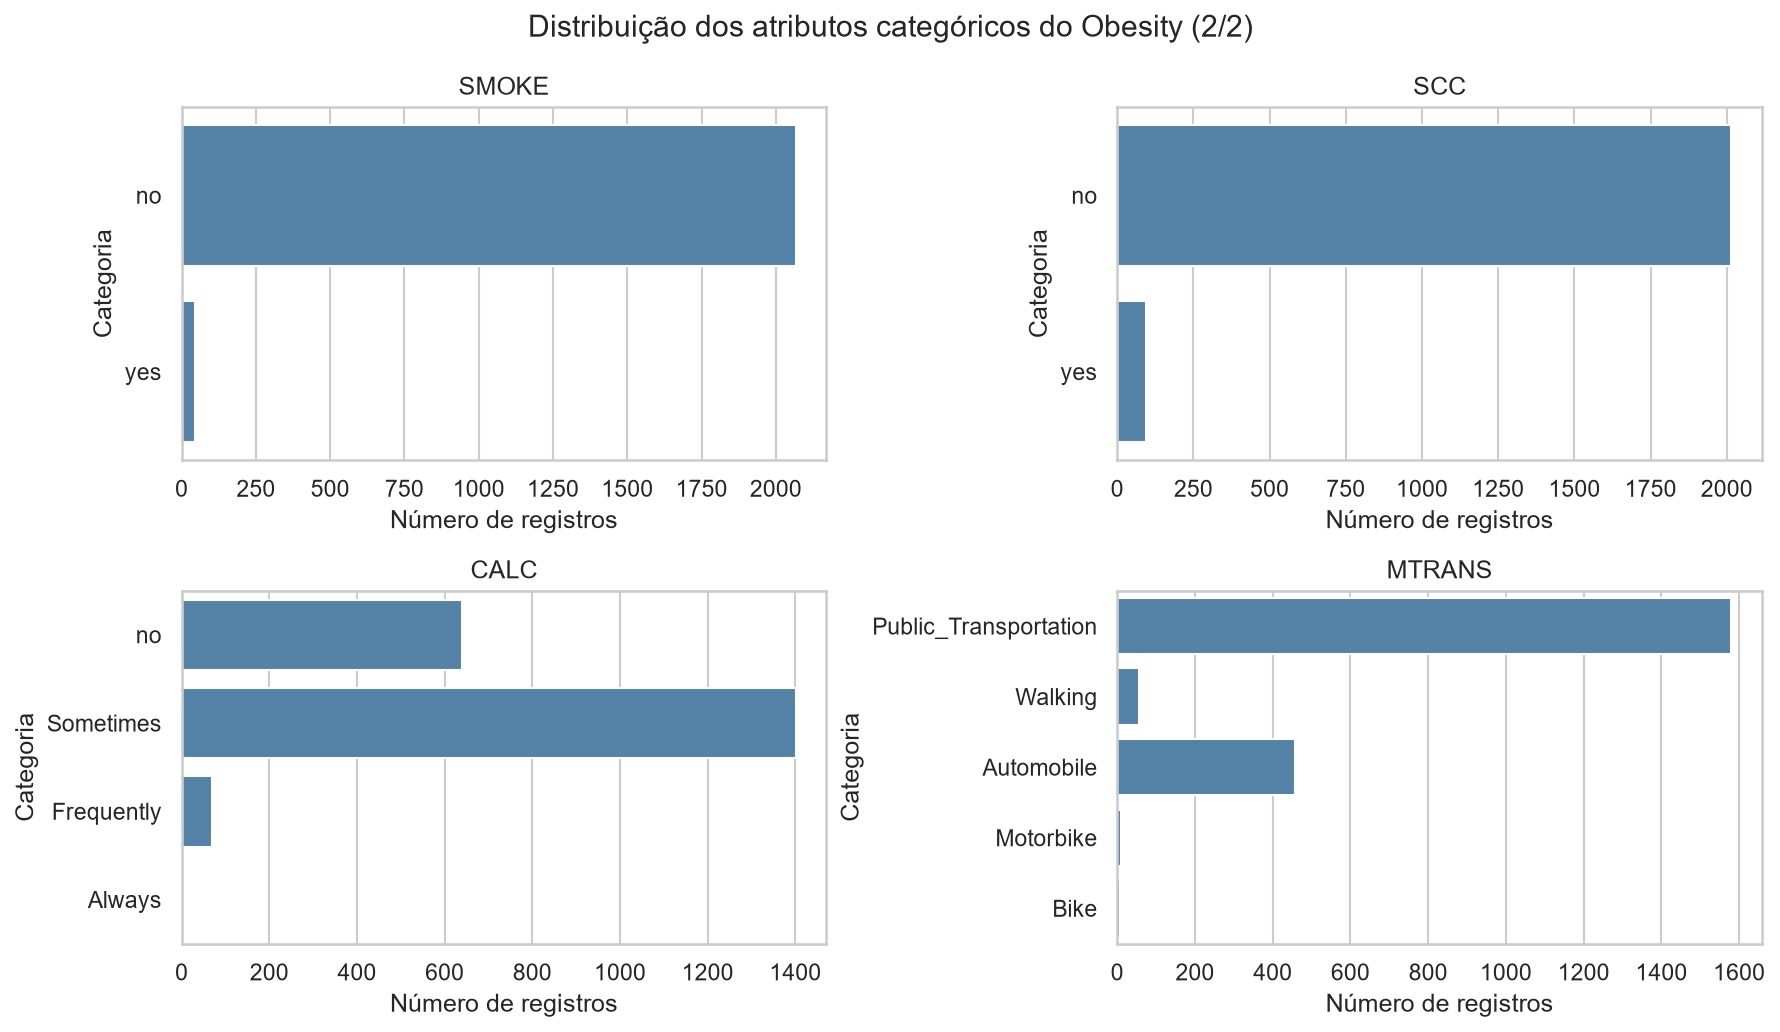 Distribuição dos atributos categóricos do Obesity (2/2)
SMOKE
Categoria
no
yes
0 250 500 750 1000 1250 1500 1750 2000
Número de registros
SCC
Categoria
no
yes
0 250 500 750 1000 1250 1500 1750 2000
Número de registros
CALC
Categoria
no
Sometimes
Frequently
Always
0 200 400 600 800 1000 1200 1400
Número de registros
MTRANS
Categoria
Public_Transportation
Walking
Automobile
Motorbike
Bike
0 200 400 600 800 1000 1200 1400 1600
Número de registros